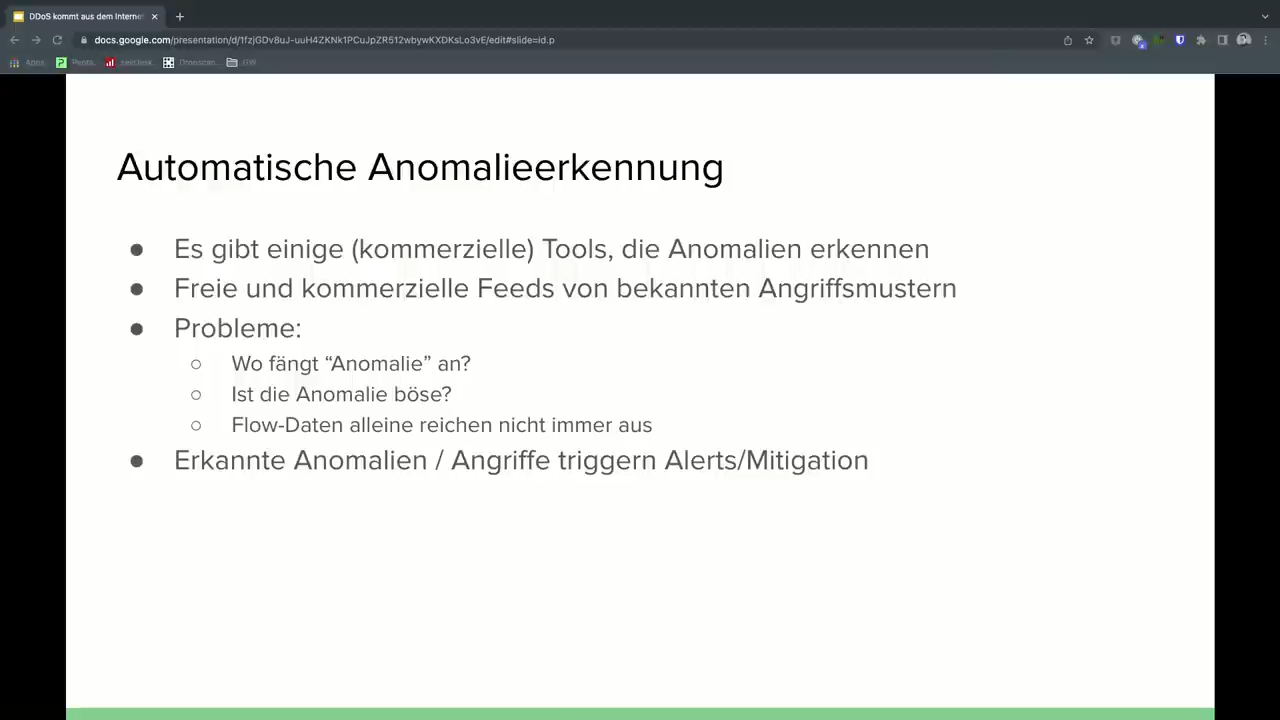 DDoS kommt aus dem Internet
docs.google.com/presentation/d/1fzjGDv8uJ-uuH4ZKNk1PCuJpZR512wbywKXDKsLo3vE/edit#slide=id.p
Apps
GW
Automatische Anomalieerkennung
● Es gibt einige (kommerzielle) Tools, die Anomalien erkennen
● Freie und kommerzielle Feeds von bekannten Angriffsmustern
● Probleme:
○ Wo fängt “Anomalie” an?
○ Ist die Anomalie böse?
○ Flow-Daten alleine reichen nicht immer aus
● Erkannte Anomalien / Angriffe triggern Alerts/Mitigation